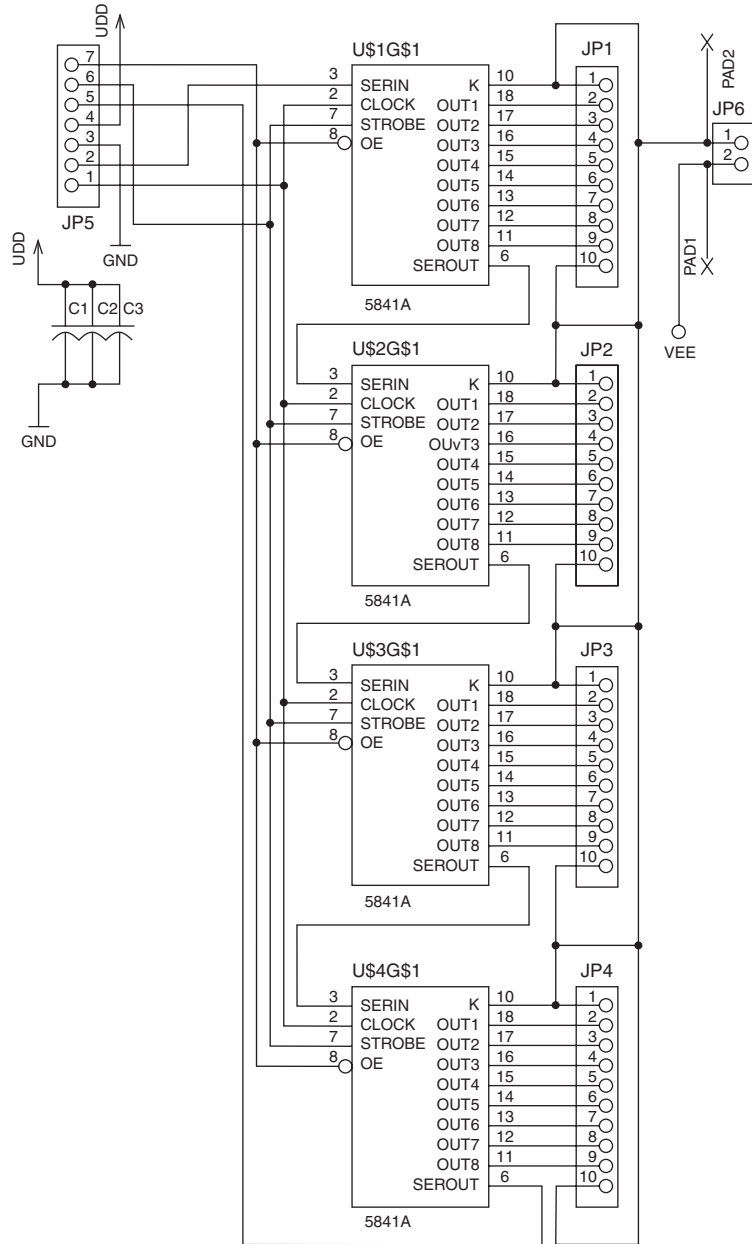 UDD
7
6
5
4
3
2
1
JP5
GND
UDD
C1 C2 C3
GND
U$1G$1
3 SERIN
2 CLOCK
7 STROBE
8 OE
K 10
OUT1 18
OUT2 17
OUT3 16
OUT4 15
OUT5 14
OUT6 13
OUT7 12
OUT8 11
SEROUT 6
5841A
JP1
1
2
3
4
5
6
7
8
9
10
PAD2
JP6
1
2
PAD1
VEE
U$2G$1
3 SERIN
2 CLOCK
7 STROBE
8 OE
K 10
OUT1 18
OUT2 17
OUvT3 16
OUT4 15
OUT5 14
OUT6 13
OUT7 12
OUT8 11
SEROUT 6
5841A
JP2
1
2
3
4
5
6
7
8
9
10
U$3G$1
3 SERIN
2 CLOCK
7 STROBE
8 OE
K 10
OUT1 18
OUT2 17
OUT3 16
OUT4 15
OUT5 14
OUT6 13
OUT7 12
OUT8 11
SEROUT 6
5841A
JP3
1
2
3
4
5
6
7
8
9
10
U$4G$1
3 SERIN
2 CLOCK
7 STROBE
8 OE
K 10
OUT1 18
OUT2 17
OUT3 16
OUT4 15
OUT5 14
OUT6 13
OUT7 12
OUT8 11
SEROUT 6
5841A
JP4
1
2
3
4
5
6
7
8
9
10